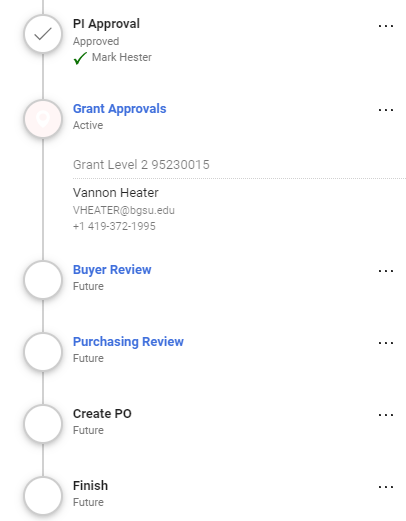 PI Approval
Approved
Mark Hester
Grant Approvals
Active
Grant Level 2 95230015
Vannon Heater
VHEATER@bgsu.edu
+1 419-372-1995
Buyer Review
Future
Purchasing Review
Future
Create PO
Future
Finish
Future